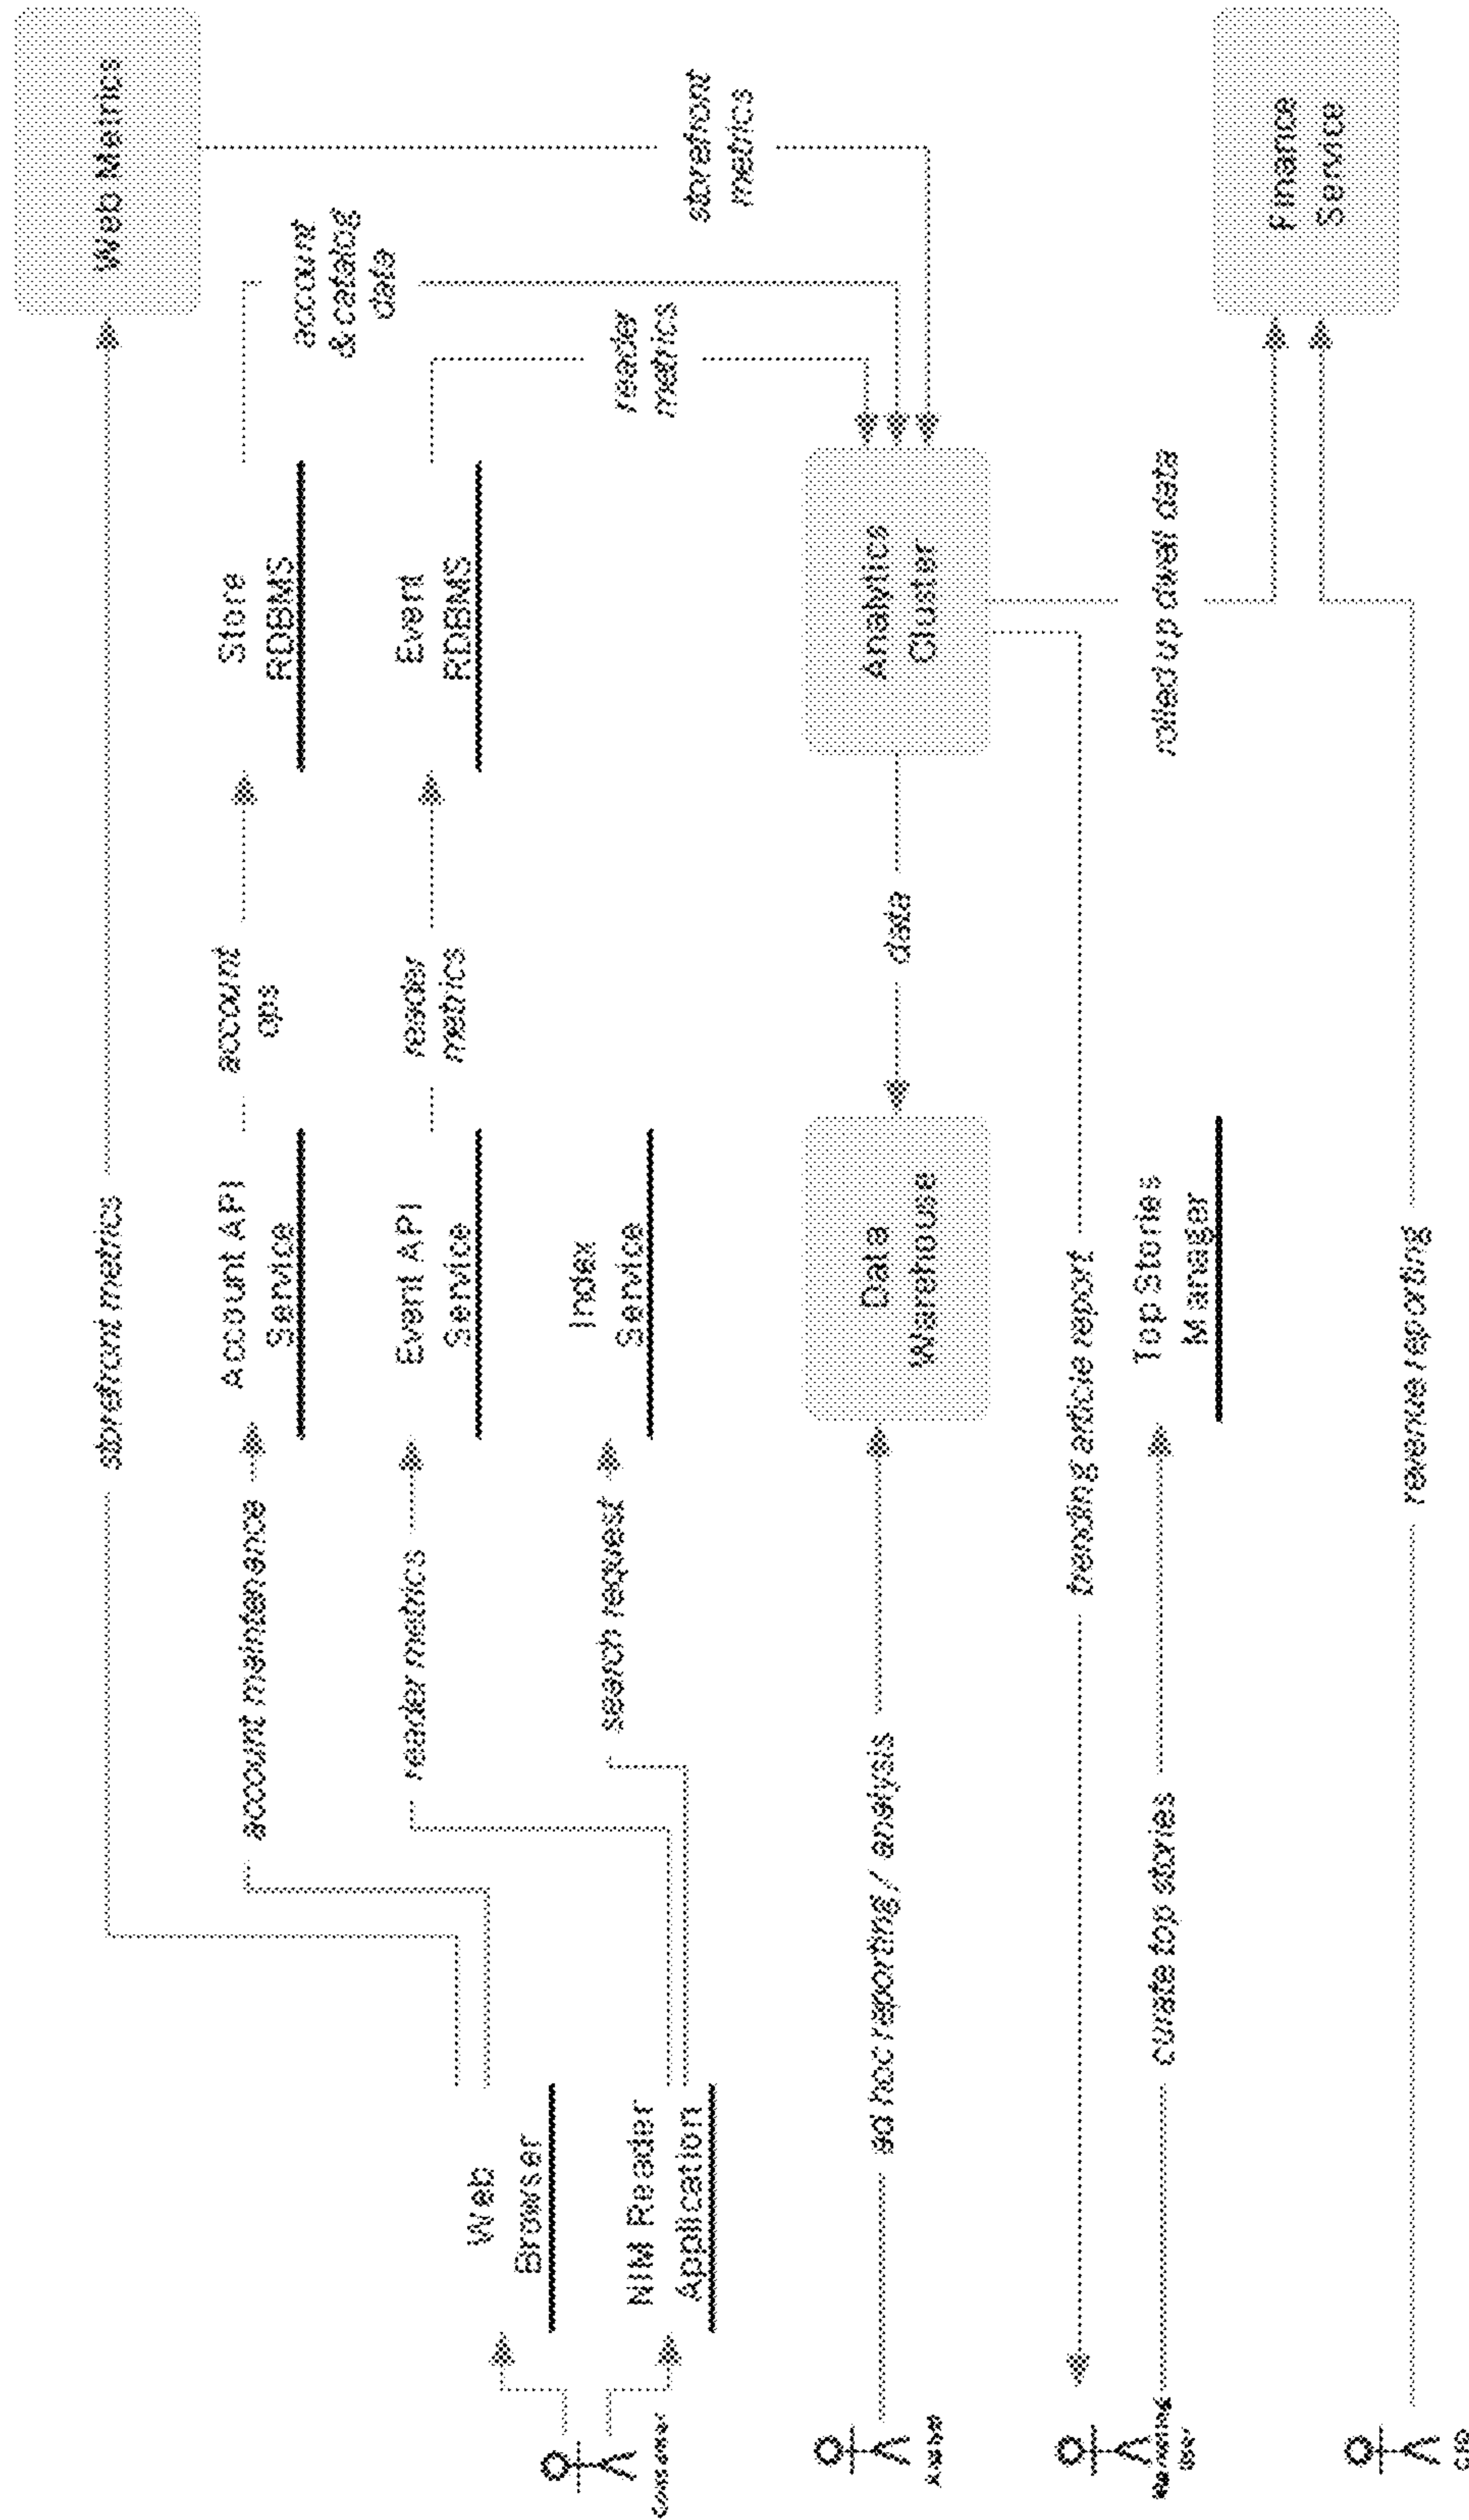 Web Metrics
storefront metrics
storefront
metrics
account
& catalog
data
reader
metrics
Store
RDBMS
Event
RDBMS
account
ops
reader
metrics
Account API
Service
Event API
Service
Index
Service
account maintenance
reader metrics
search request
Web
Browser
NIM Reader
Application
consumer
Analytics
Cluster
data
Data
Warehouse
ad hoc reporting / analysis
Finance
Service
rolled up dwell data
trending article report
Top Stories
Manager
curate top stories
revenue reporting